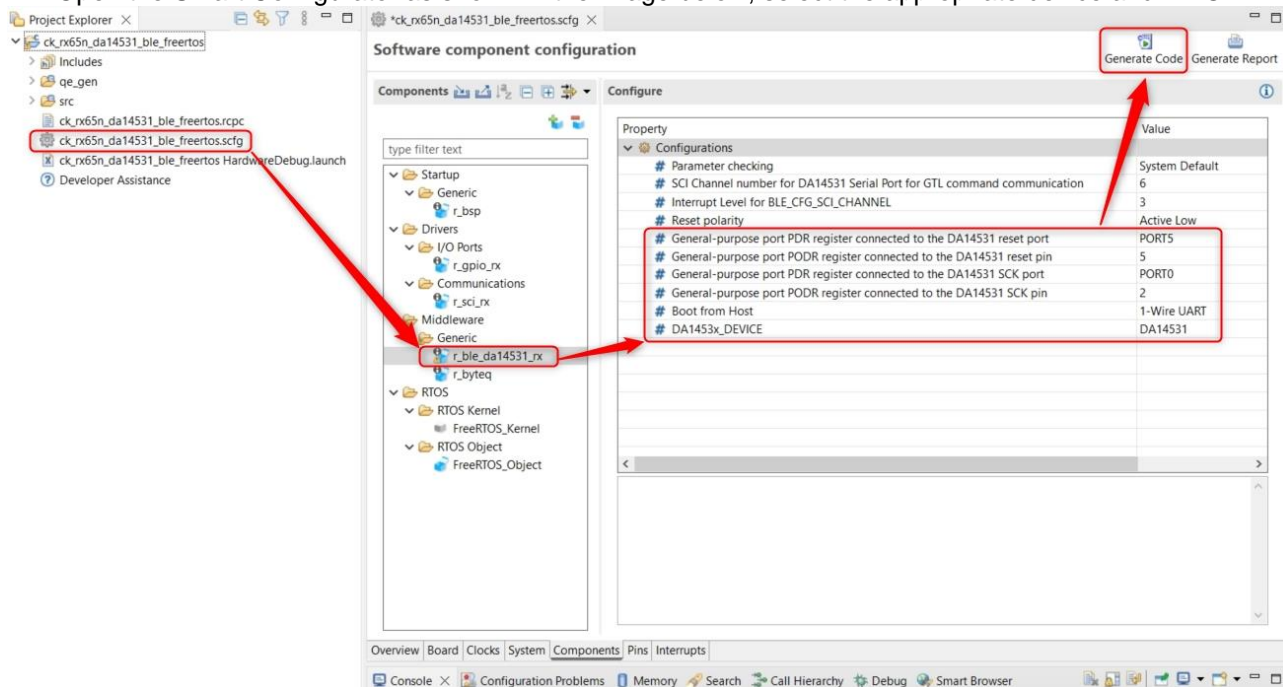 Project Explorer
ck_rx65n_da14531_ble_freertos
Includes
qe_gen
src
ck_rx65n_da14531_ble_freertos.rcpc
ck_rx65n_da14531_ble_freertos.scfg
ck_rx65n_da14531_ble_freertos HardwareDebug.launch
Developer Assistance
*ck_rx65n_da14531_ble_freertos.scfg
Software component configuration
Generate Code Generate Report
Components
type filter text
Startup
Generic
r_bsp
Drivers
I/O Ports
r_gpio_rx
Communications
r_sci_rx
Middleware
Generic
r_ble_da14531_rx
r_byteq
RTOS
RTOS Kernel
FreeRTOS_Kernel
RTOS Object
FreeRTOS_Object
Configure
Property Value
Configurations
# Parameter checking System Default
# SCI Channel number for DA14531 Serial Port for GTL command communication 6
# Interrupt Level for BLE_CFG_SCI_CHANNEL 3
# Reset polarity Active Low
# General-purpose port PDR register connected to the DA14531 reset port PORT5
# General-purpose port PODR register connected to the DA14531 reset pin 5
# General-purpose port PDR register connected to the DA14531 SCK port PORT0
# General-purpose port PODR register connected to the DA14531 SCK pin 2
# Boot from Host 1-Wire UART
# DA1453x_DEVICE DA14531
Overview Board Clocks System Components Pins Interrupts
Console Configuration Problems Memory Search Call Hierarchy Debug Smart Browser